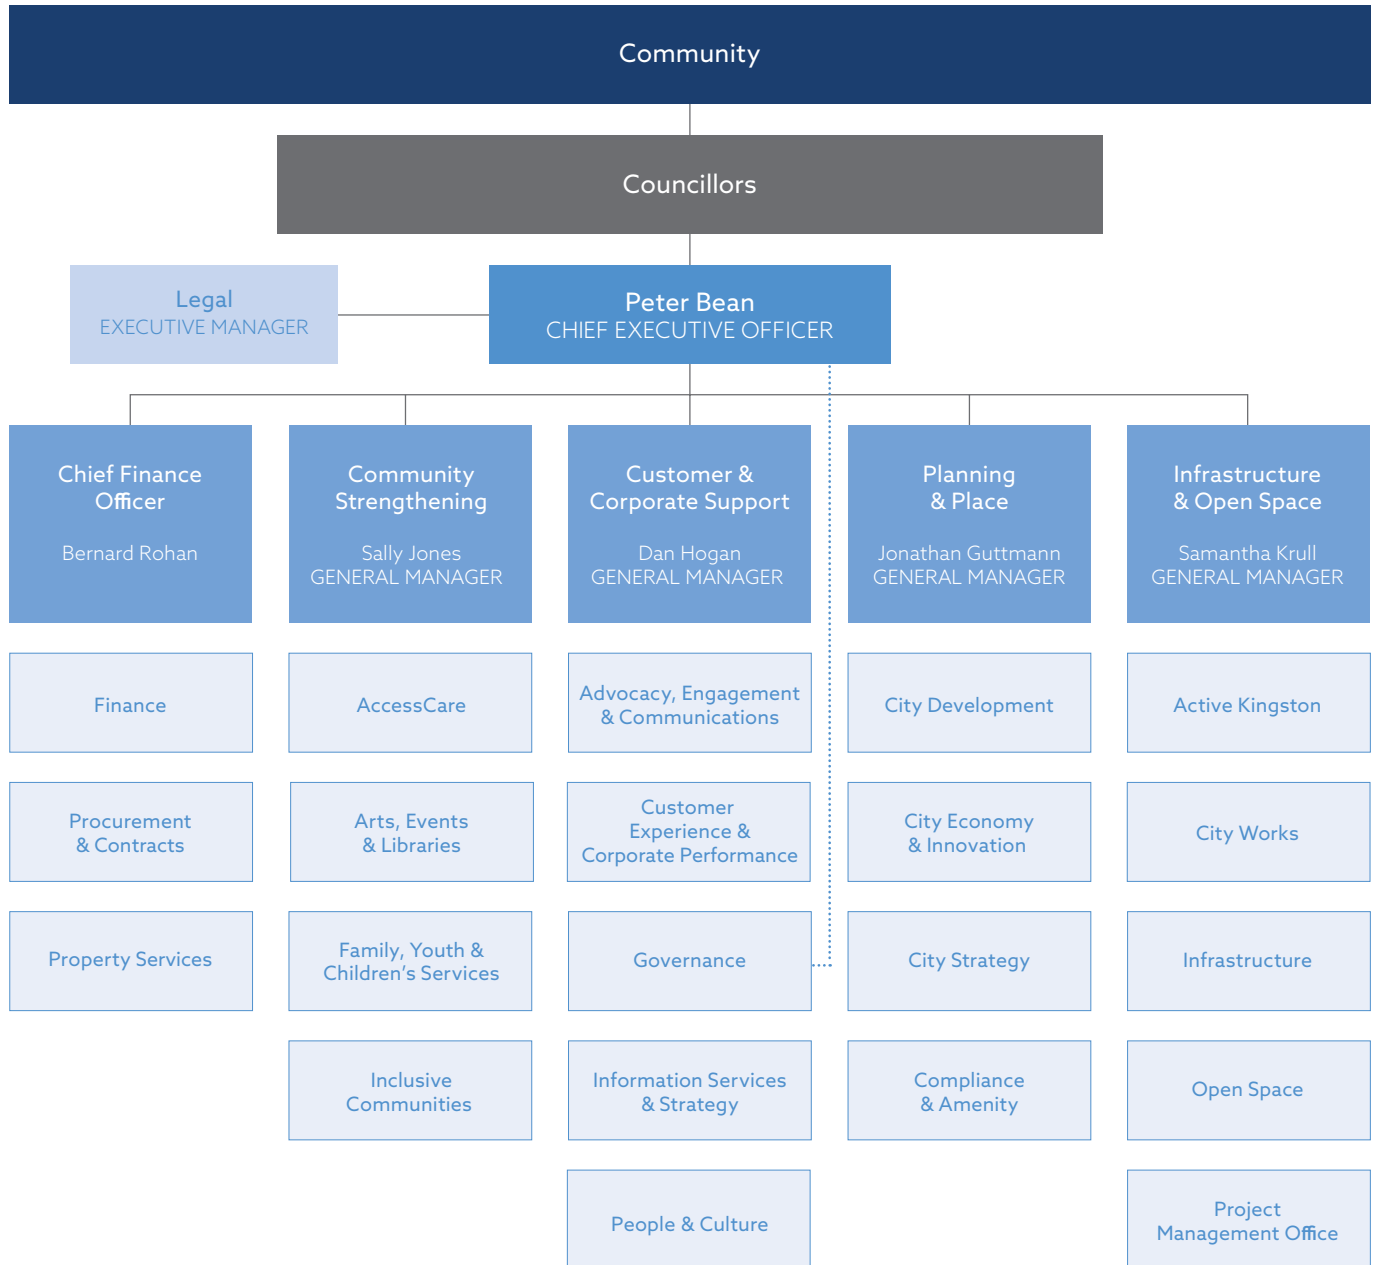 Community
Councillors
Legal
EXECUTIVE MANAGER
Peter Bean
CHIEF EXECUTIVE OFFICER
Chief Finance
Officer
Bernard Rohan
Community
Strengthening
Sally Jones
GENERAL MANAGER
Customer &
Corporate Support
Dan Hogan
GENERAL MANAGER
Planning
& Place
Jonathan Guttmann
GENERAL MANAGER
Infrastructure
& Open Space
Samantha Krull
GENERAL MANAGER
Finance
AccessCare
Advocacy, Engagement
& Communications
City Development
Active Kingston
Procurement
& Contracts
Arts, Events
& Libraries
Customer
Experience &
Corporate Performance
City Economy
& Innovation
City Works
Property Services
Family, Youth &
Children’s Services
Governance
City Strategy
Infrastructure
Inclusive
Communities
Information Services
& Strategy
Compliance
& Amenity
Open Space
People & Culture
Project
Management Office